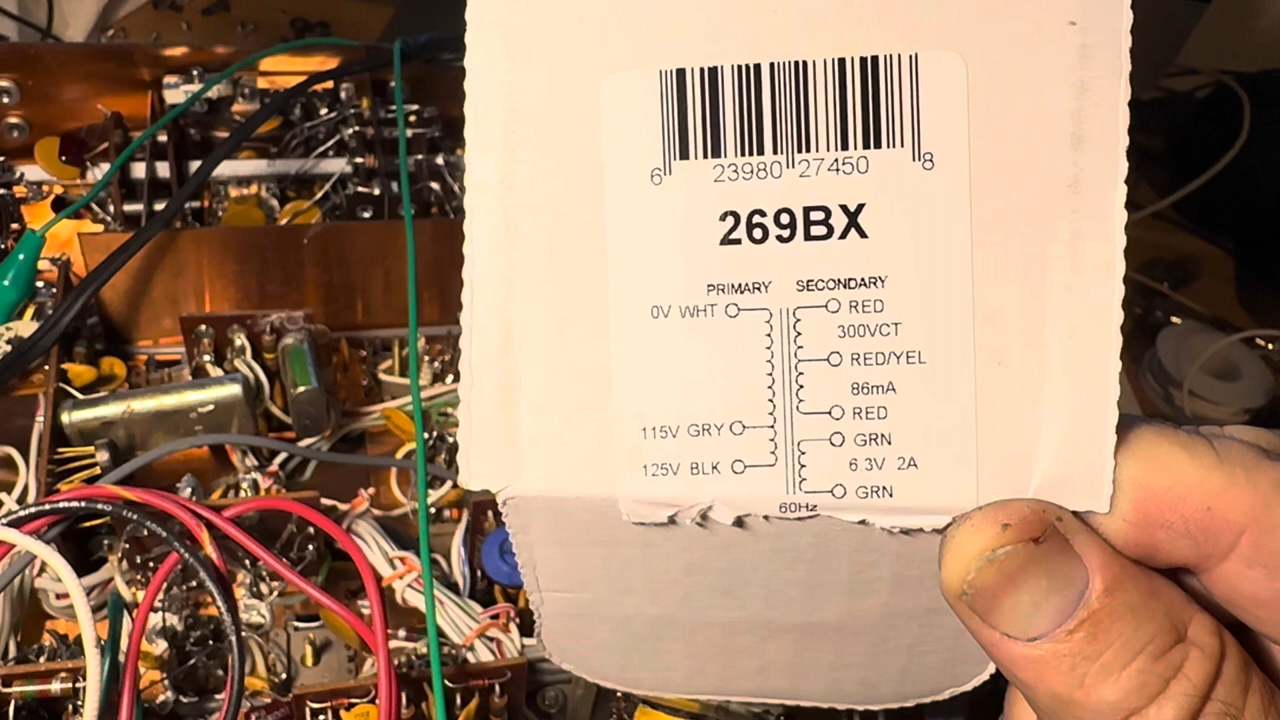 6 23980 27450 8
269BX
PRIMARY SECONDARY
0V WHT RED
300VCT
RED/YEL
86mA
RED
115V GRY GRN
125V BLK 6.3V 2A
GRN
60Hz